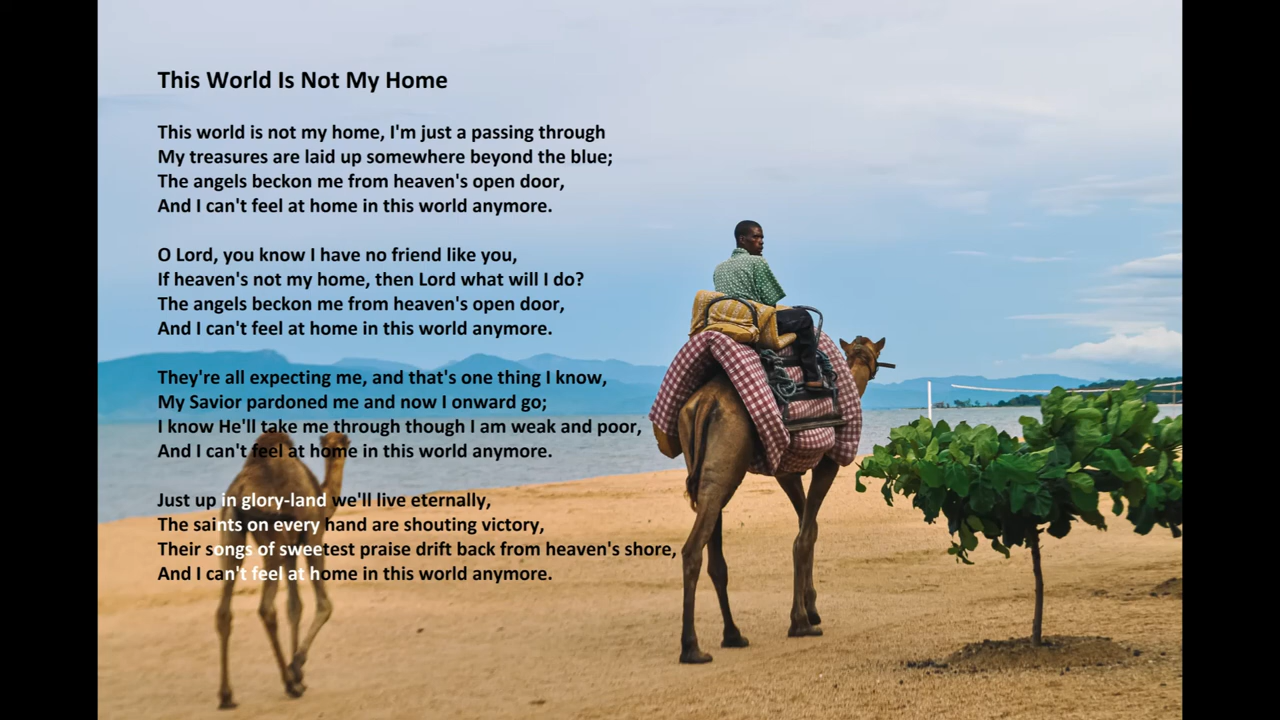 This World Is Not My Home
This world is not my home, I'm just a passing through
My treasures are laid up somewhere beyond the blue;
The angels beckon me from heaven's open door,
And I can't feel at home in this world anymore.
O Lord, you know I have no friend like you,
If heaven's not my home, then Lord what will I do?
The angels beckon me from heaven's open door,
And I can't feel at home in this world anymore.
They're all expecting me, and that's one thing I know,
My Savior pardoned me and now I onward go;
I know He'll take me through though I am weak and poor,
And I can't feel at home in this world anymore.
Just up in glory-land we'll live eternally,
The saints on every hand are shouting victory,
Their songs of sweetest praise drift back from heaven's shore,
And I can't feel at home in this world anymore.